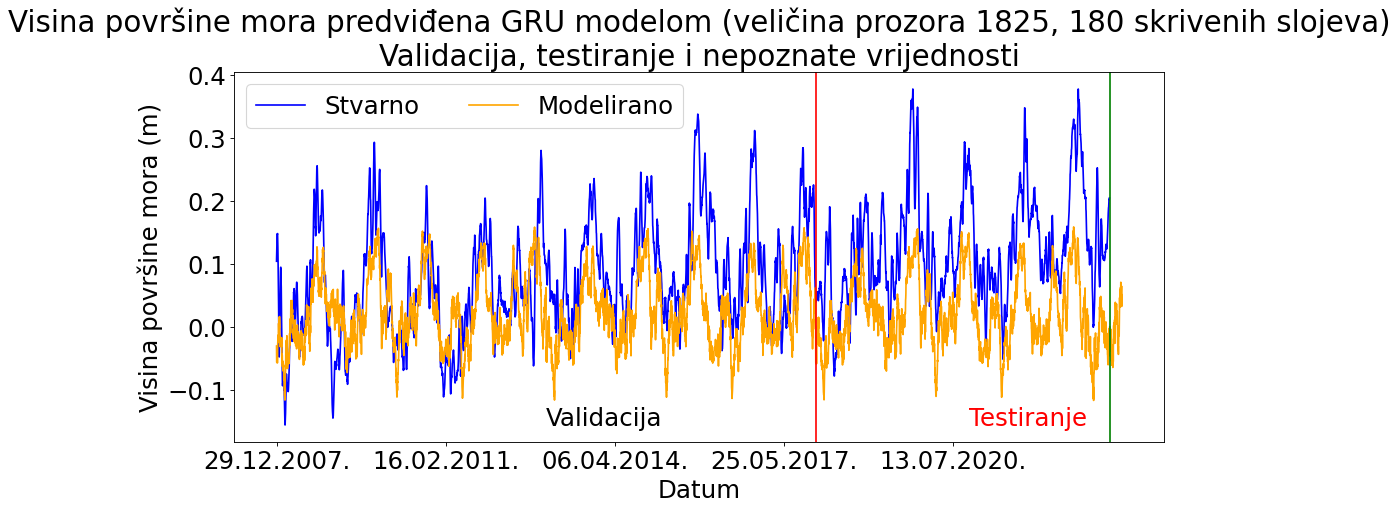 Visina površine mora predviđena GRU modelom (veličina prozora 1825, 180 skrivenih slojeva)
Validacija, testiranje i nepoznate vrijednosti
Stvarno
Modelirano
Visina površine mora (m)
0.4
0.3
0.2
0.1
0.0
−0.1
Validacija
Testiranje
29.12.2007.
16.02.2011.
06.04.2014.
25.05.2017.
13.07.2020.
Datum